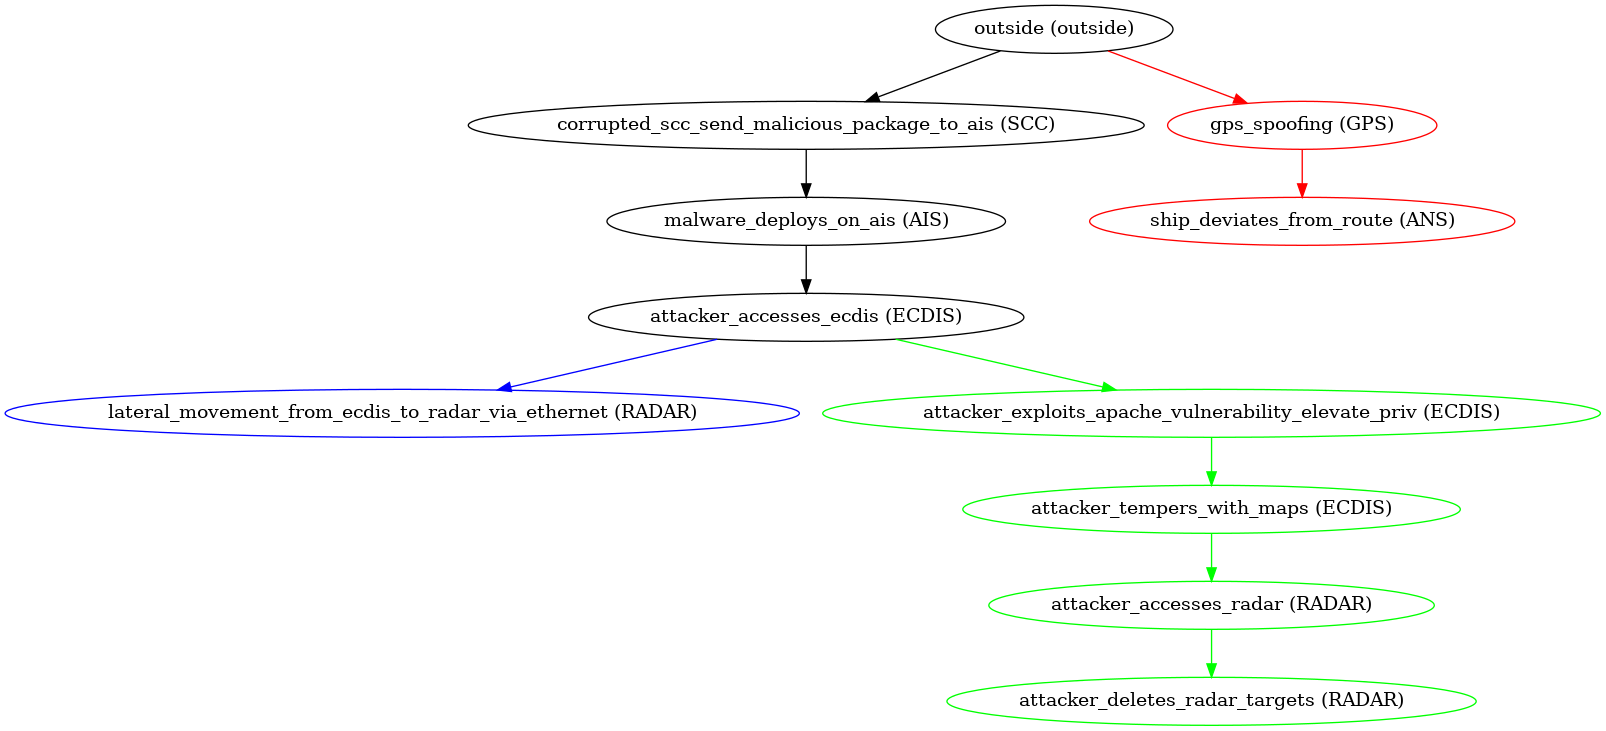 outside (outside)
corrupted_scc_send_malicious_package_to_ais (SCC)
gps_spoofing (GPS)
malware_deploys_on_ais (AIS)
ship_deviates_from_route (ANS)
attacker_accesses_ecdis (ECDIS)
lateral_movement_from_ecdis_to_radar_via_ethernet (RADAR)
attacker_exploits_apache_vulnerability_elevate_priv (ECDIS)
attacker_tempers_with_maps (ECDIS)
attacker_accesses_radar (RADAR)
attacker_deletes_radar_targets (RADAR)